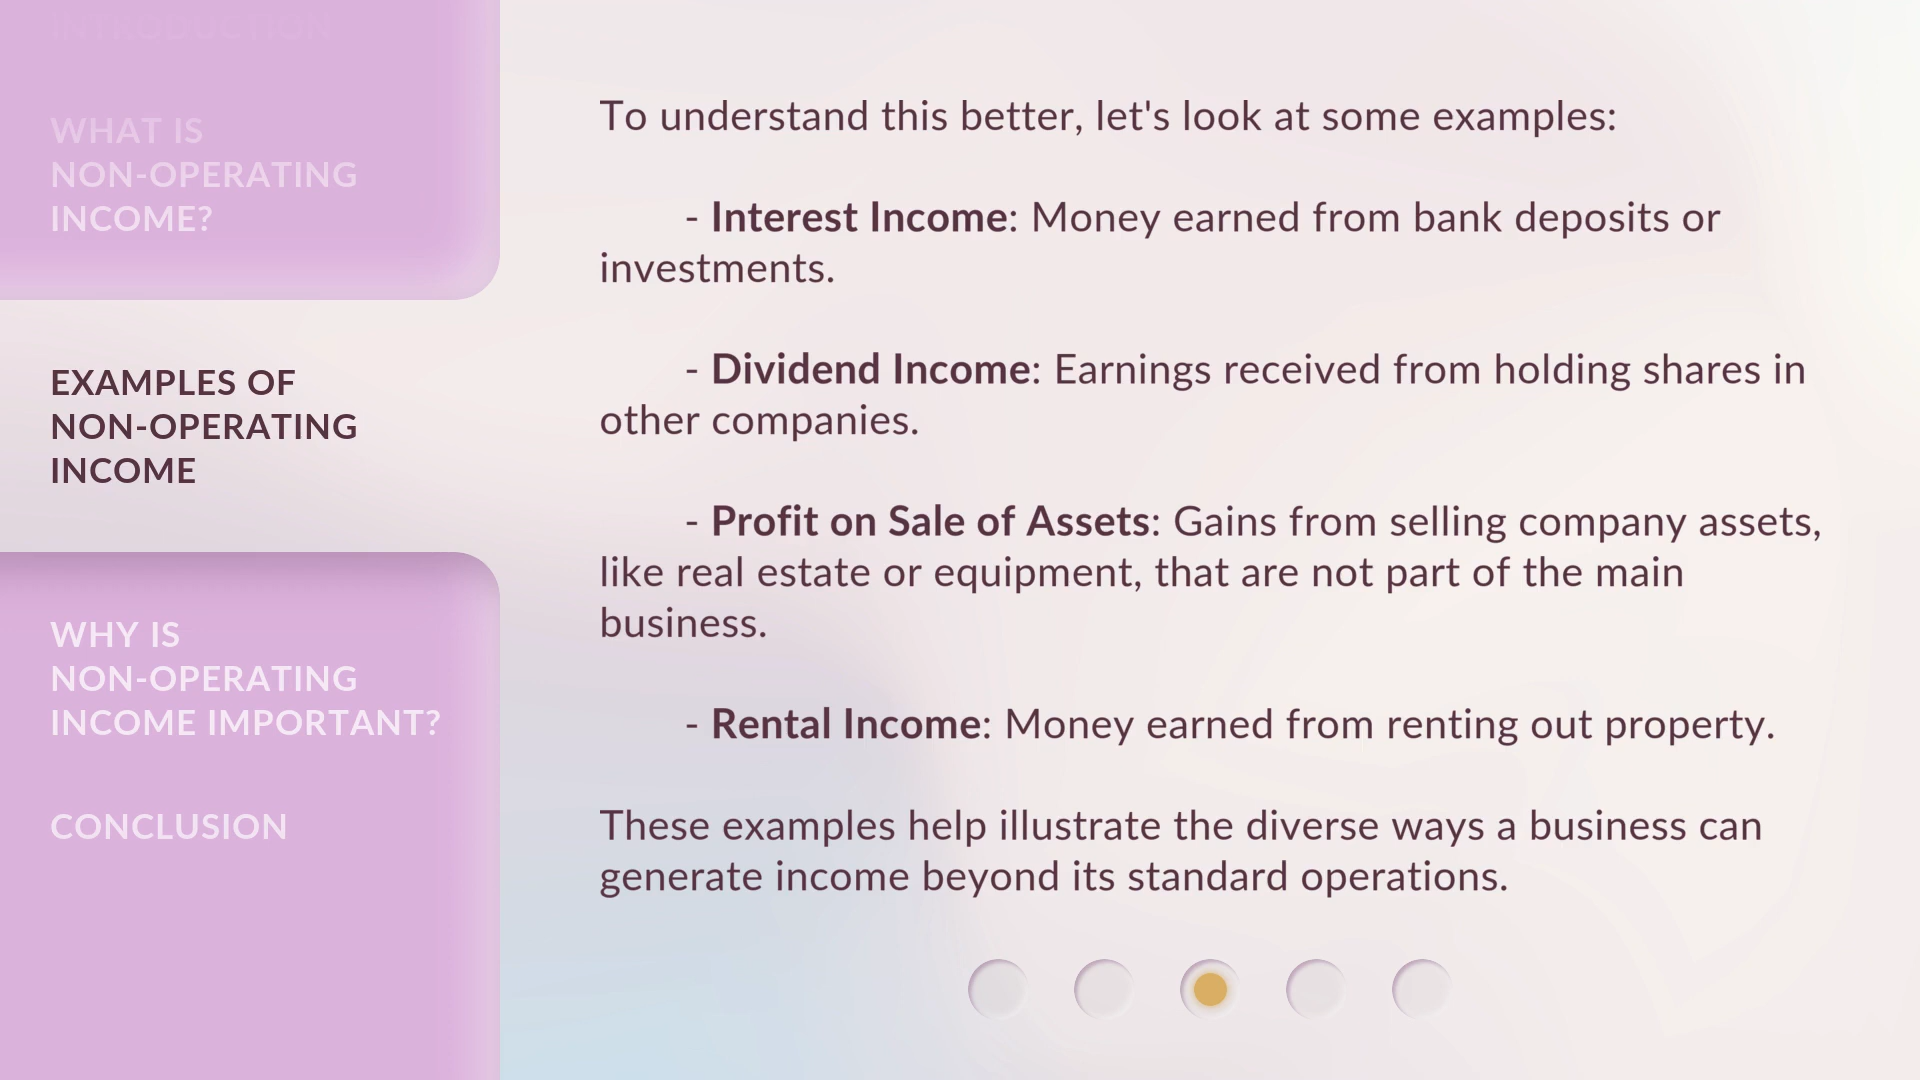 INTRODUCTION
WHAT IS
NON-OPERATING
INCOME?
EXAMPLES OF
NON-OPERATING
INCOME
WHY IS
NON-OPERATING
INCOME IMPORTANT?
CONCLUSION
To understand this better, let's look at some examples:
- Interest Income: Money earned from bank deposits or
investments.
- Dividend Income: Earnings received from holding shares in
other companies.
- Profit on Sale of Assets: Gains from selling company assets,
like real estate or equipment, that are not part of the main
business.
- Rental Income: Money earned from renting out property.
These examples help illustrate the diverse ways a business can
generate income beyond its standard operations.